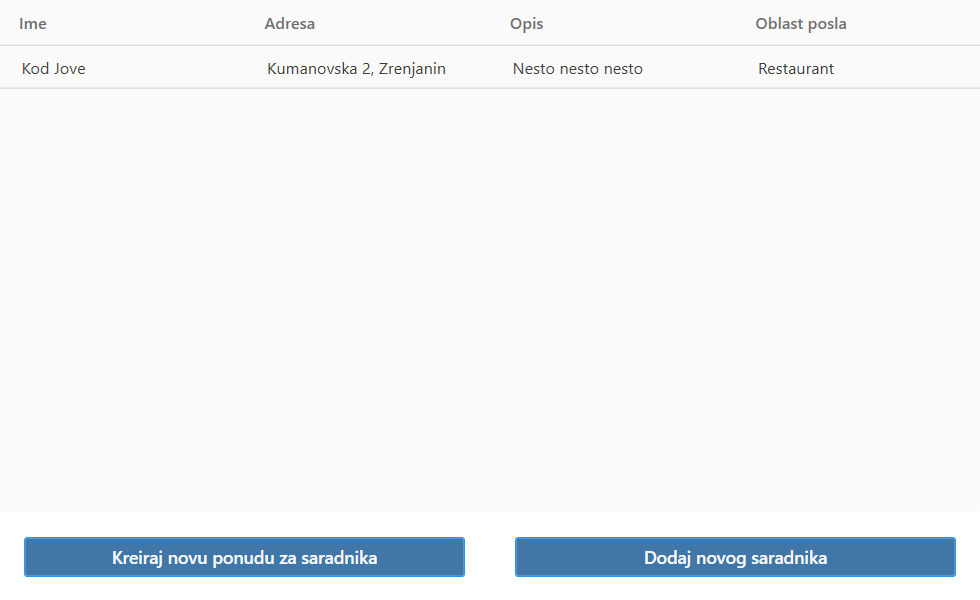 Ime Adresa Opis Oblast posla
Kod Jove Kumanovska 2, Zrenjanin Nesto nesto nesto Restaurant
Kreiraj novu ponudu za saradnika Dodaj novog saradnika